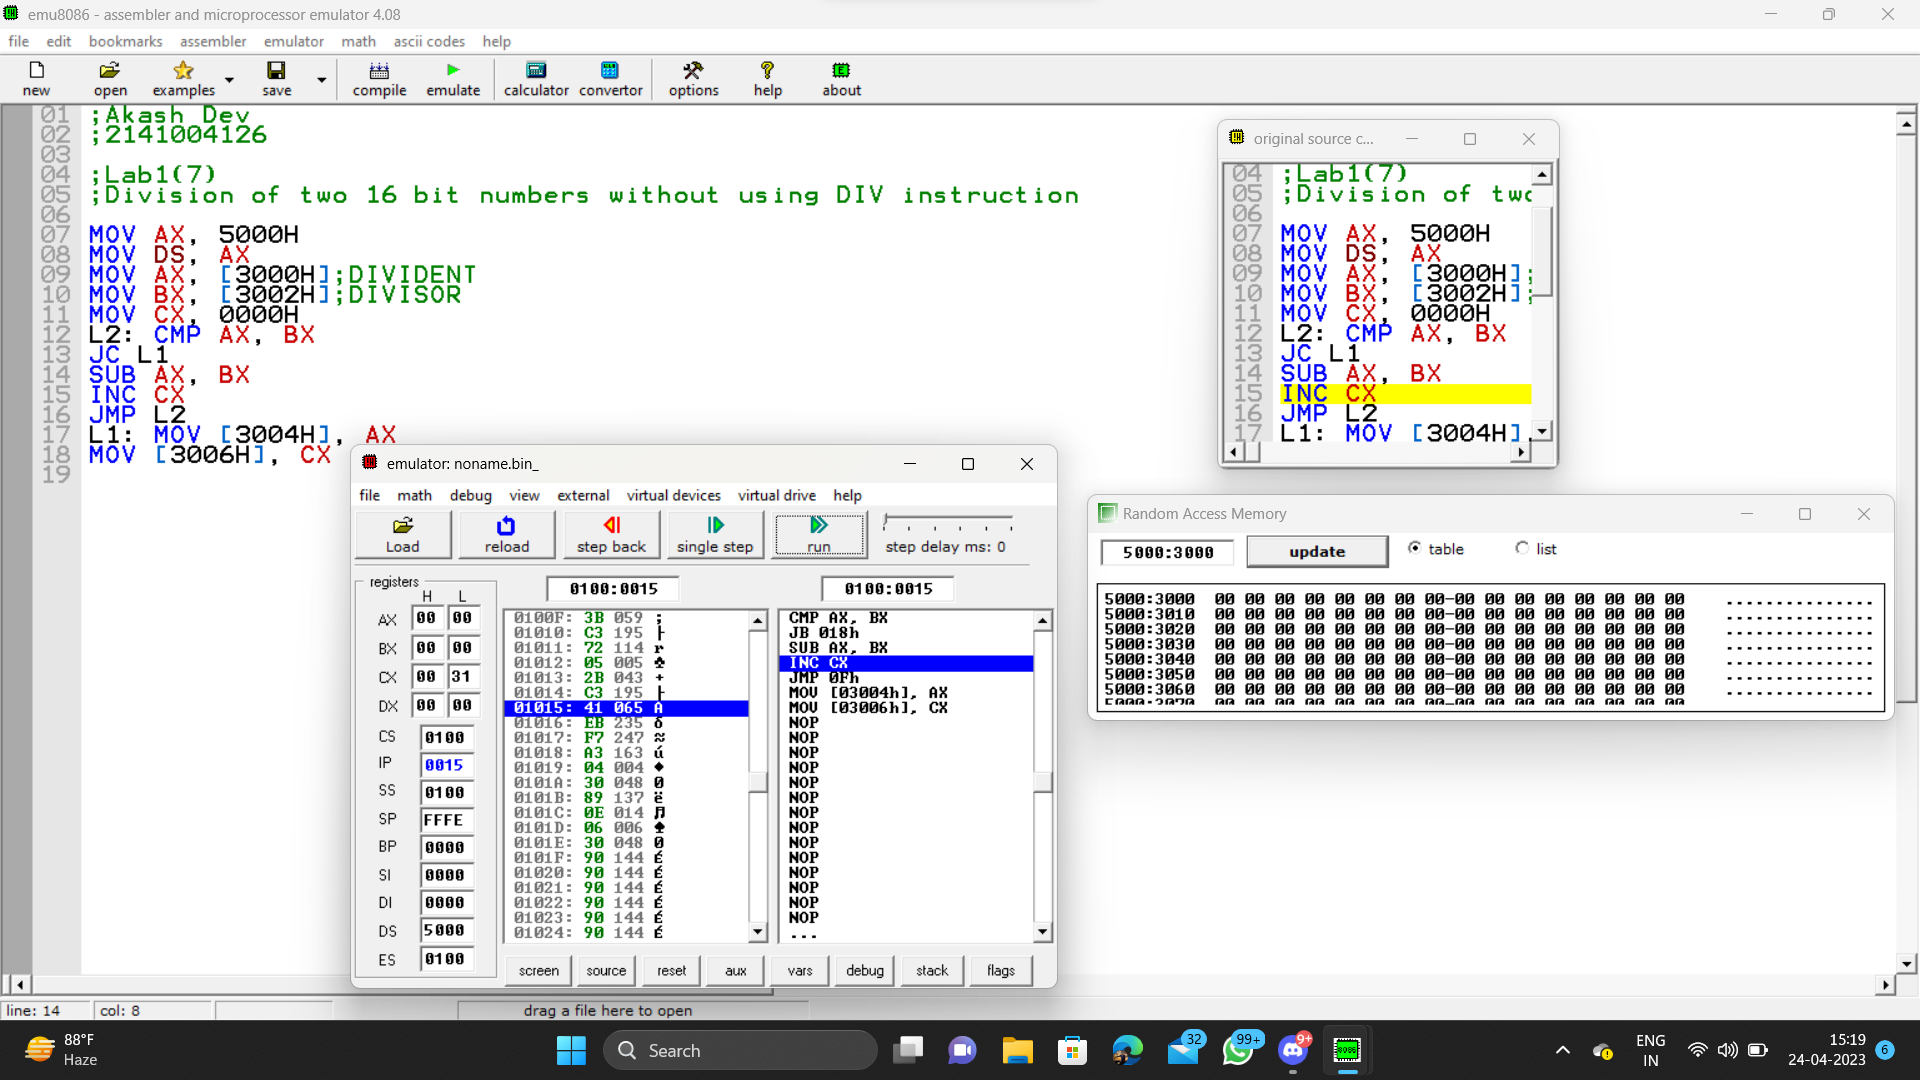 emu8086 - assembler and microprocessor emulator 4.08
file edit bookmarks assembler emulator math ascii codes help
new open examples save compile emulate calculator convertor options help about
01 ;Akash Dev
02 ;2141004126
03
04 ;Lab1(7)
05 ;Division of two 16 bit numbers without using DIV instruction
06
07 MOV AX, 5000H
08 MOV DS, AX
09 MOV AX, [3000H];DIVIDENT
10 MOV BX, [3002H];DIVISOR
11 MOV CX, 0000H
12 L2: CMP AX, BX
13 JC L1
14 SUB AX, BX
15 INC CX
16 JMP L2
17 L1: MOV [3004H], AX
18 MOV [3006H], CX
19
original source c...
04 ;Lab1(7)
05 ;Division of two
06
07 MOV AX, 5000H
08 MOV DS, AX
09 MOV AX, [3000H];
10 MOV BX, [3002H];
11 MOV CX, 0000H
12 L2: CMP AX, BX
13 JC L1
14 SUB AX, BX
15 INC CX
16 JMP L2
17 L1: MOV [3004H],
emulator: noname.bin_
file math debug view external virtual devices virtual drive help
Load reload step back single step run step delay ms: 0
registers
H L
AX 00 00
BX 00 00
CX 00 31
DX 00 00
CS 0100
IP 0015
SS 0100
SP FFFE
BP 0000
SI 0000
DI 0000
DS 5000
ES 0100
0100:0015
0100F: 3B 059 ;
01010: C3 195 ├
01011: 72 114 r
01012: 05 005 ♣
01013: 2B 043 +
01014: C3 195 ├
01015: 41 065 A
01016: EB 235 δ
01017: F7 247 ≈
01018: A3 163 ú
01019: 04 004 ♦
0101A: 30 048 0
0101B: 89 137 ë
0101C: 0E 014 ♫
0101D: 06 006 ♠
0101E: 30 048 0
0101F: 90 144 É
01020: 90 144 É
01021: 90 144 É
01022: 90 144 É
01023: 90 144 É
01024: 90 144 É
0100:0015
CMP AX, BX
JB 018h
SUB AX, BX
INC CX
JMP 0Fh
MOV [03004h], AX
MOV [03006h], CX
NOP
NOP
NOP
NOP
NOP
NOP
NOP
NOP
NOP
NOP
NOP
NOP
NOP
NOP
...
screen source reset aux vars debug stack flags
Random Access Memory
5000:3000 update table list
5000:3000 00 00 00 00 00 00 00 00-00 00 00 00 00 00 00 00 ................
5000:3010 00 00 00 00 00 00 00 00-00 00 00 00 00 00 00 00 ................
5000:3020 00 00 00 00 00 00 00 00-00 00 00 00 00 00 00 00 ................
5000:3030 00 00 00 00 00 00 00 00-00 00 00 00 00 00 00 00 ................
5000:3040 00 00 00 00 00 00 00 00-00 00 00 00 00 00 00 00 ................
5000:3050 00 00 00 00 00 00 00 00-00 00 00 00 00 00 00 00 ................
5000:3060 00 00 00 00 00 00 00 00-00 00 00 00 00 00 00 00 ................
5000:3070 00 00 00 00 00 00 00 00-00 00 00 00 00 00 00 00
line: 14 col: 8 drag a file here to open
88°F
Haze
Search
32
99+
9+
8086
ENG
IN
15:19
24-04-2023
6